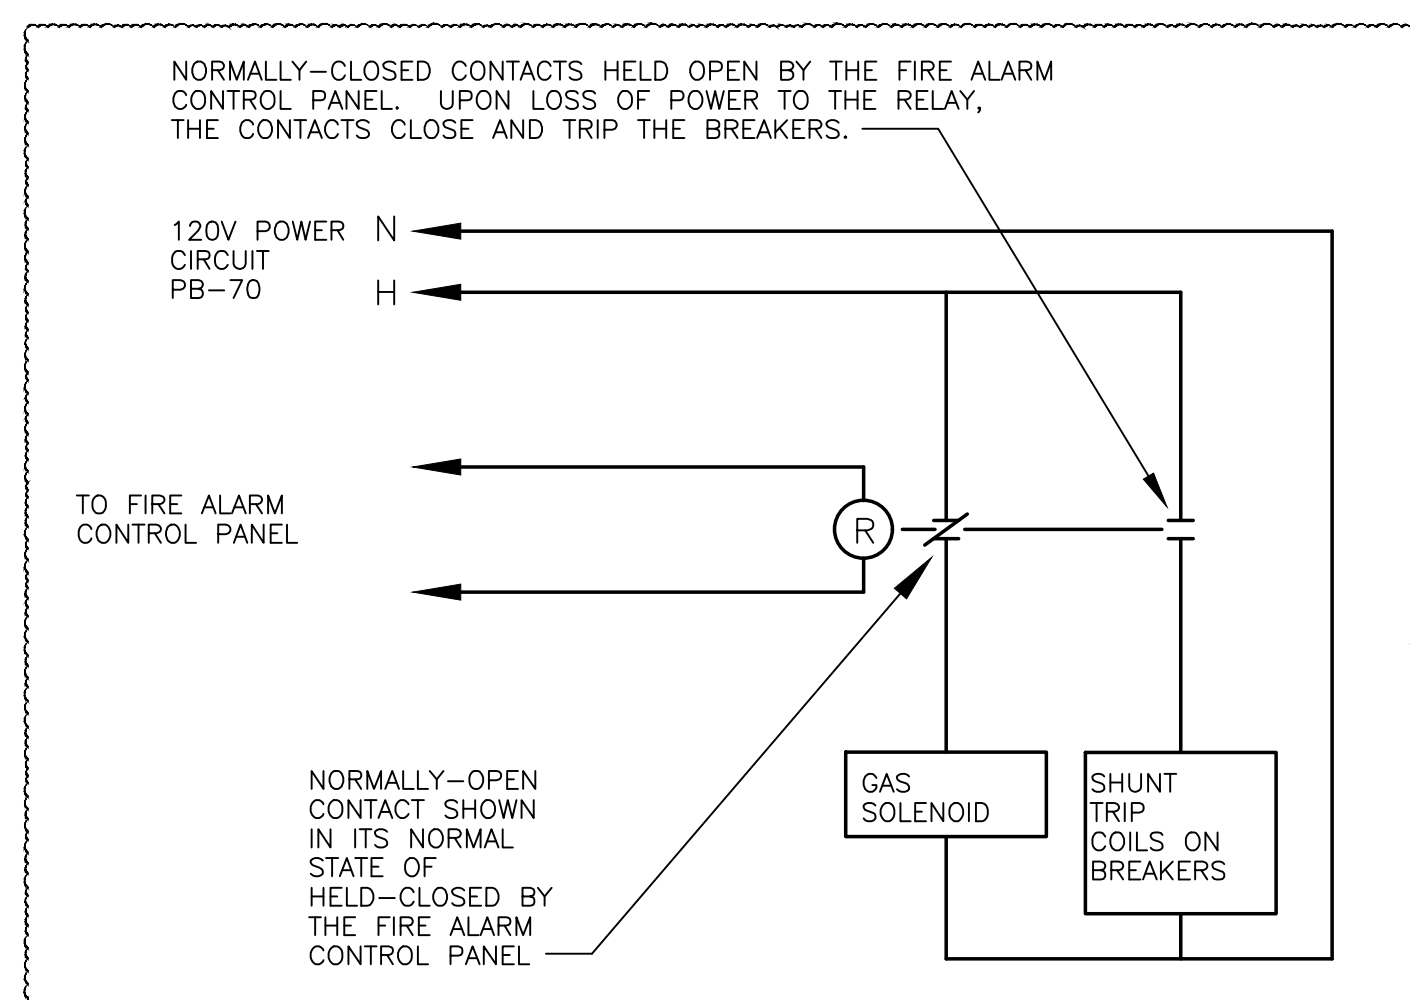 NORMALLY-CLOSED CONTACTS HELD OPEN BY THE FIRE ALARM
CONTROL PANEL. UPON LOSS OF POWER TO THE RELAY,
THE CONTACTS CLOSE AND TRIP THE BREAKERS.
120V POWER N
CIRCUIT
PB-70 H
TO FIRE ALARM
CONTROL PANEL
R
NORMALLY-OPEN
CONTACT SHOWN
IN ITS NORMAL
STATE OF
HELD-CLOSED BY
THE FIRE ALARM
CONTROL PANEL
GAS
SOLENOID
SHUNT
TRIP
COILS ON
BREAKERS